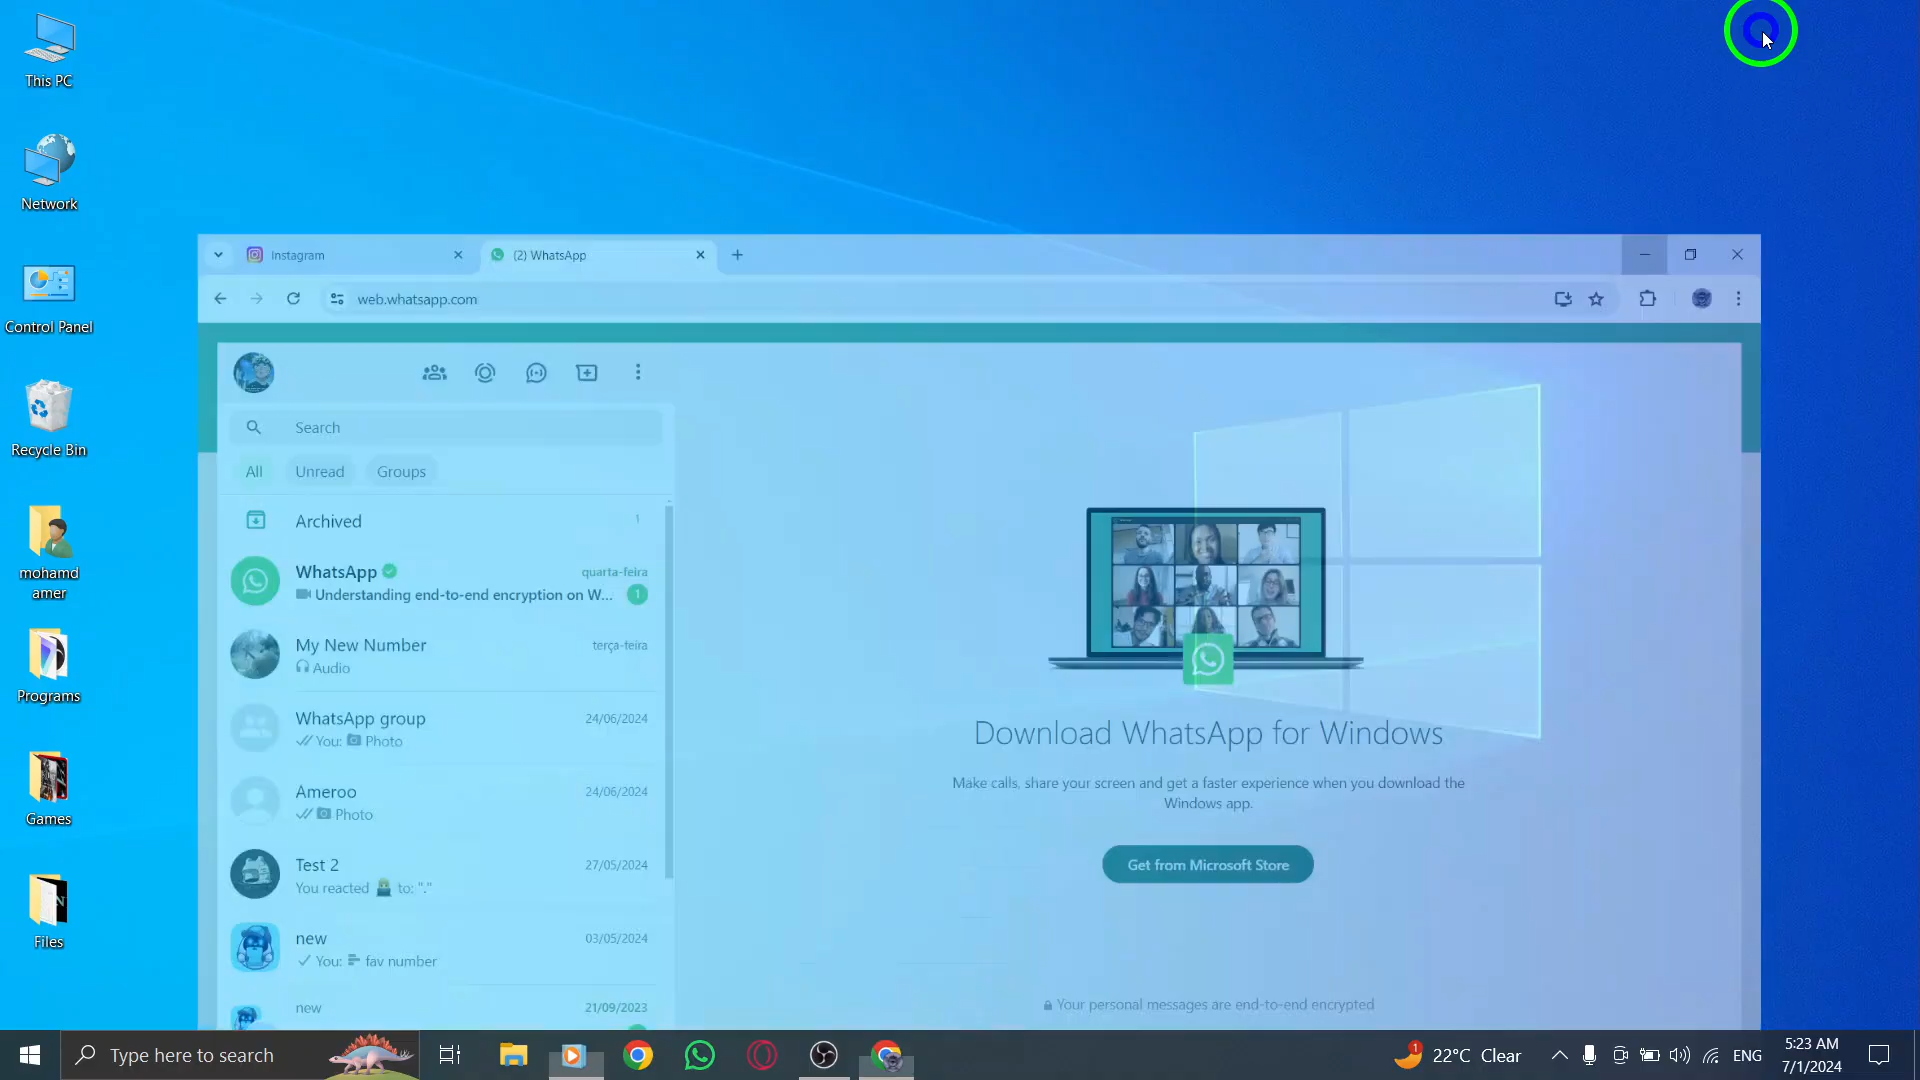 This PC
Network
Control Panel
Recycle Bin
mohamd
amer
Programs
Games
Files
Instagram
(2) WhatsApp
web.whatsapp.com
Search
All
Unread
Groups
Archived
1
WhatsApp
quarta-feira
Understanding end-to-end encryption on W...
1
My New Number
terça-feira
Audio
WhatsApp group
24/06/2024
You: Photo
Ameroo
24/06/2024
Photo
Test 2
27/05/2024
You reacted to: "."
new
03/05/2024
You: fav number
new
21/09/2023
Download WhatsApp for Windows
Make calls, share your screen and get a faster experience when you download the
Windows app.
Get from Microsoft Store
Your personal messages are end-to-end encrypted
Type here to search
1
22°C Clear
ENG
5:23 AM
7/1/2024